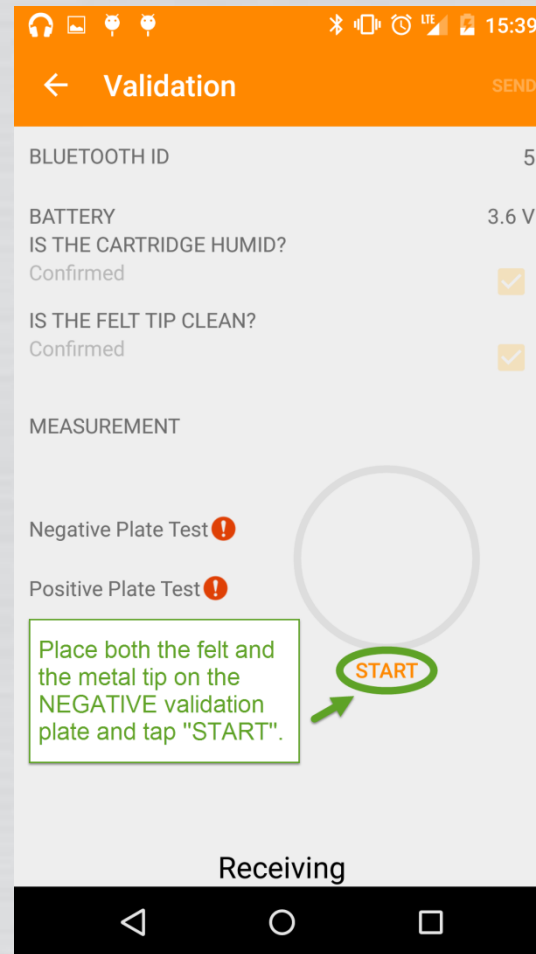 LTE 15:39
Validation SEND
BLUETOOTH ID 5
BATTERY 3.6 V
IS THE CARTRIDGE HUMID?
Confirmed
IS THE FELT TIP CLEAN?
Confirmed
MEASUREMENT
Negative Plate Test
Positive Plate Test
Place both the felt and
the metal tip on the
NEGATIVE validation
plate and tap "START".
START
Receiving